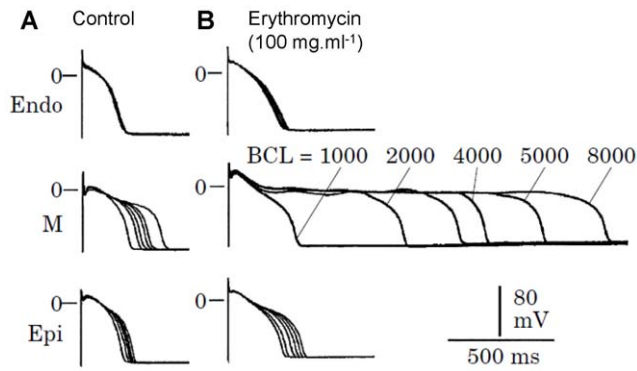 A Control B Erythromycin
(100 mg.ml-1)
0 0
Endo
BCL = 1000 2000 4000 5000 8000
0 0
M
0 0
Epi
80
mV
500 ms